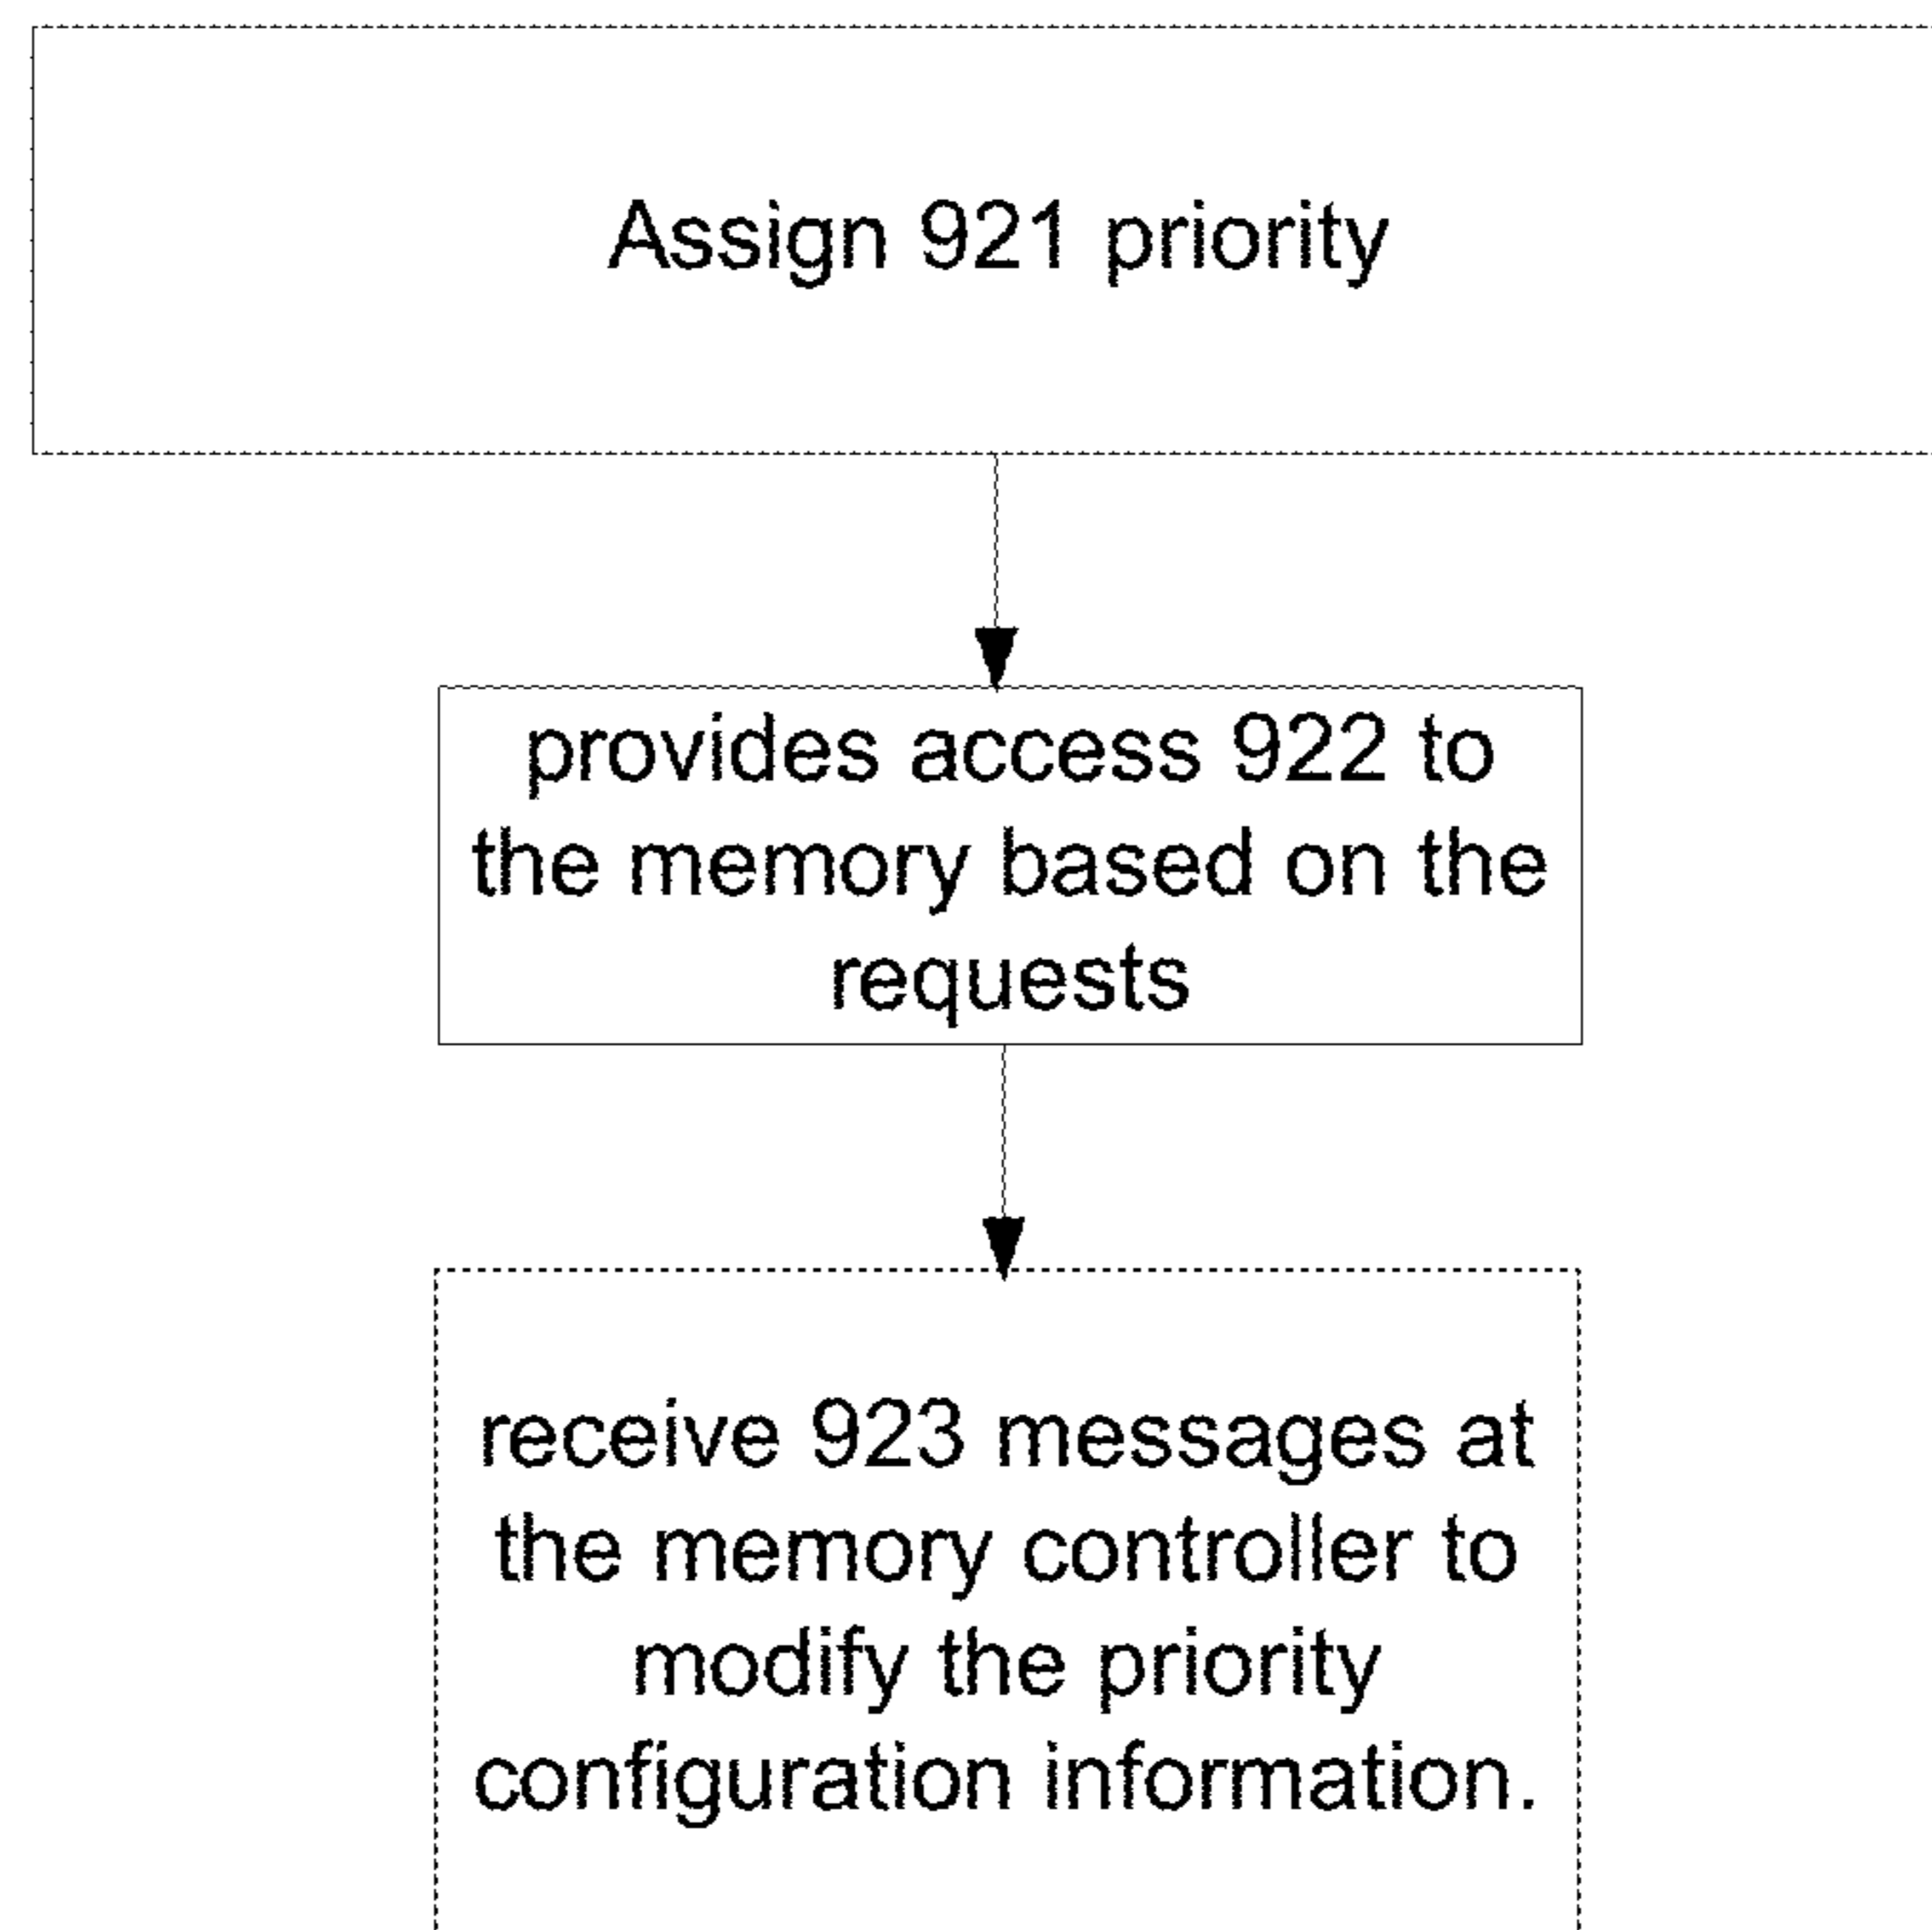 Assign 921 priority
provides access 922 to
the memory based on the
requests
receive 923 messages at
the memory controller to
modify the priority
configuration information.